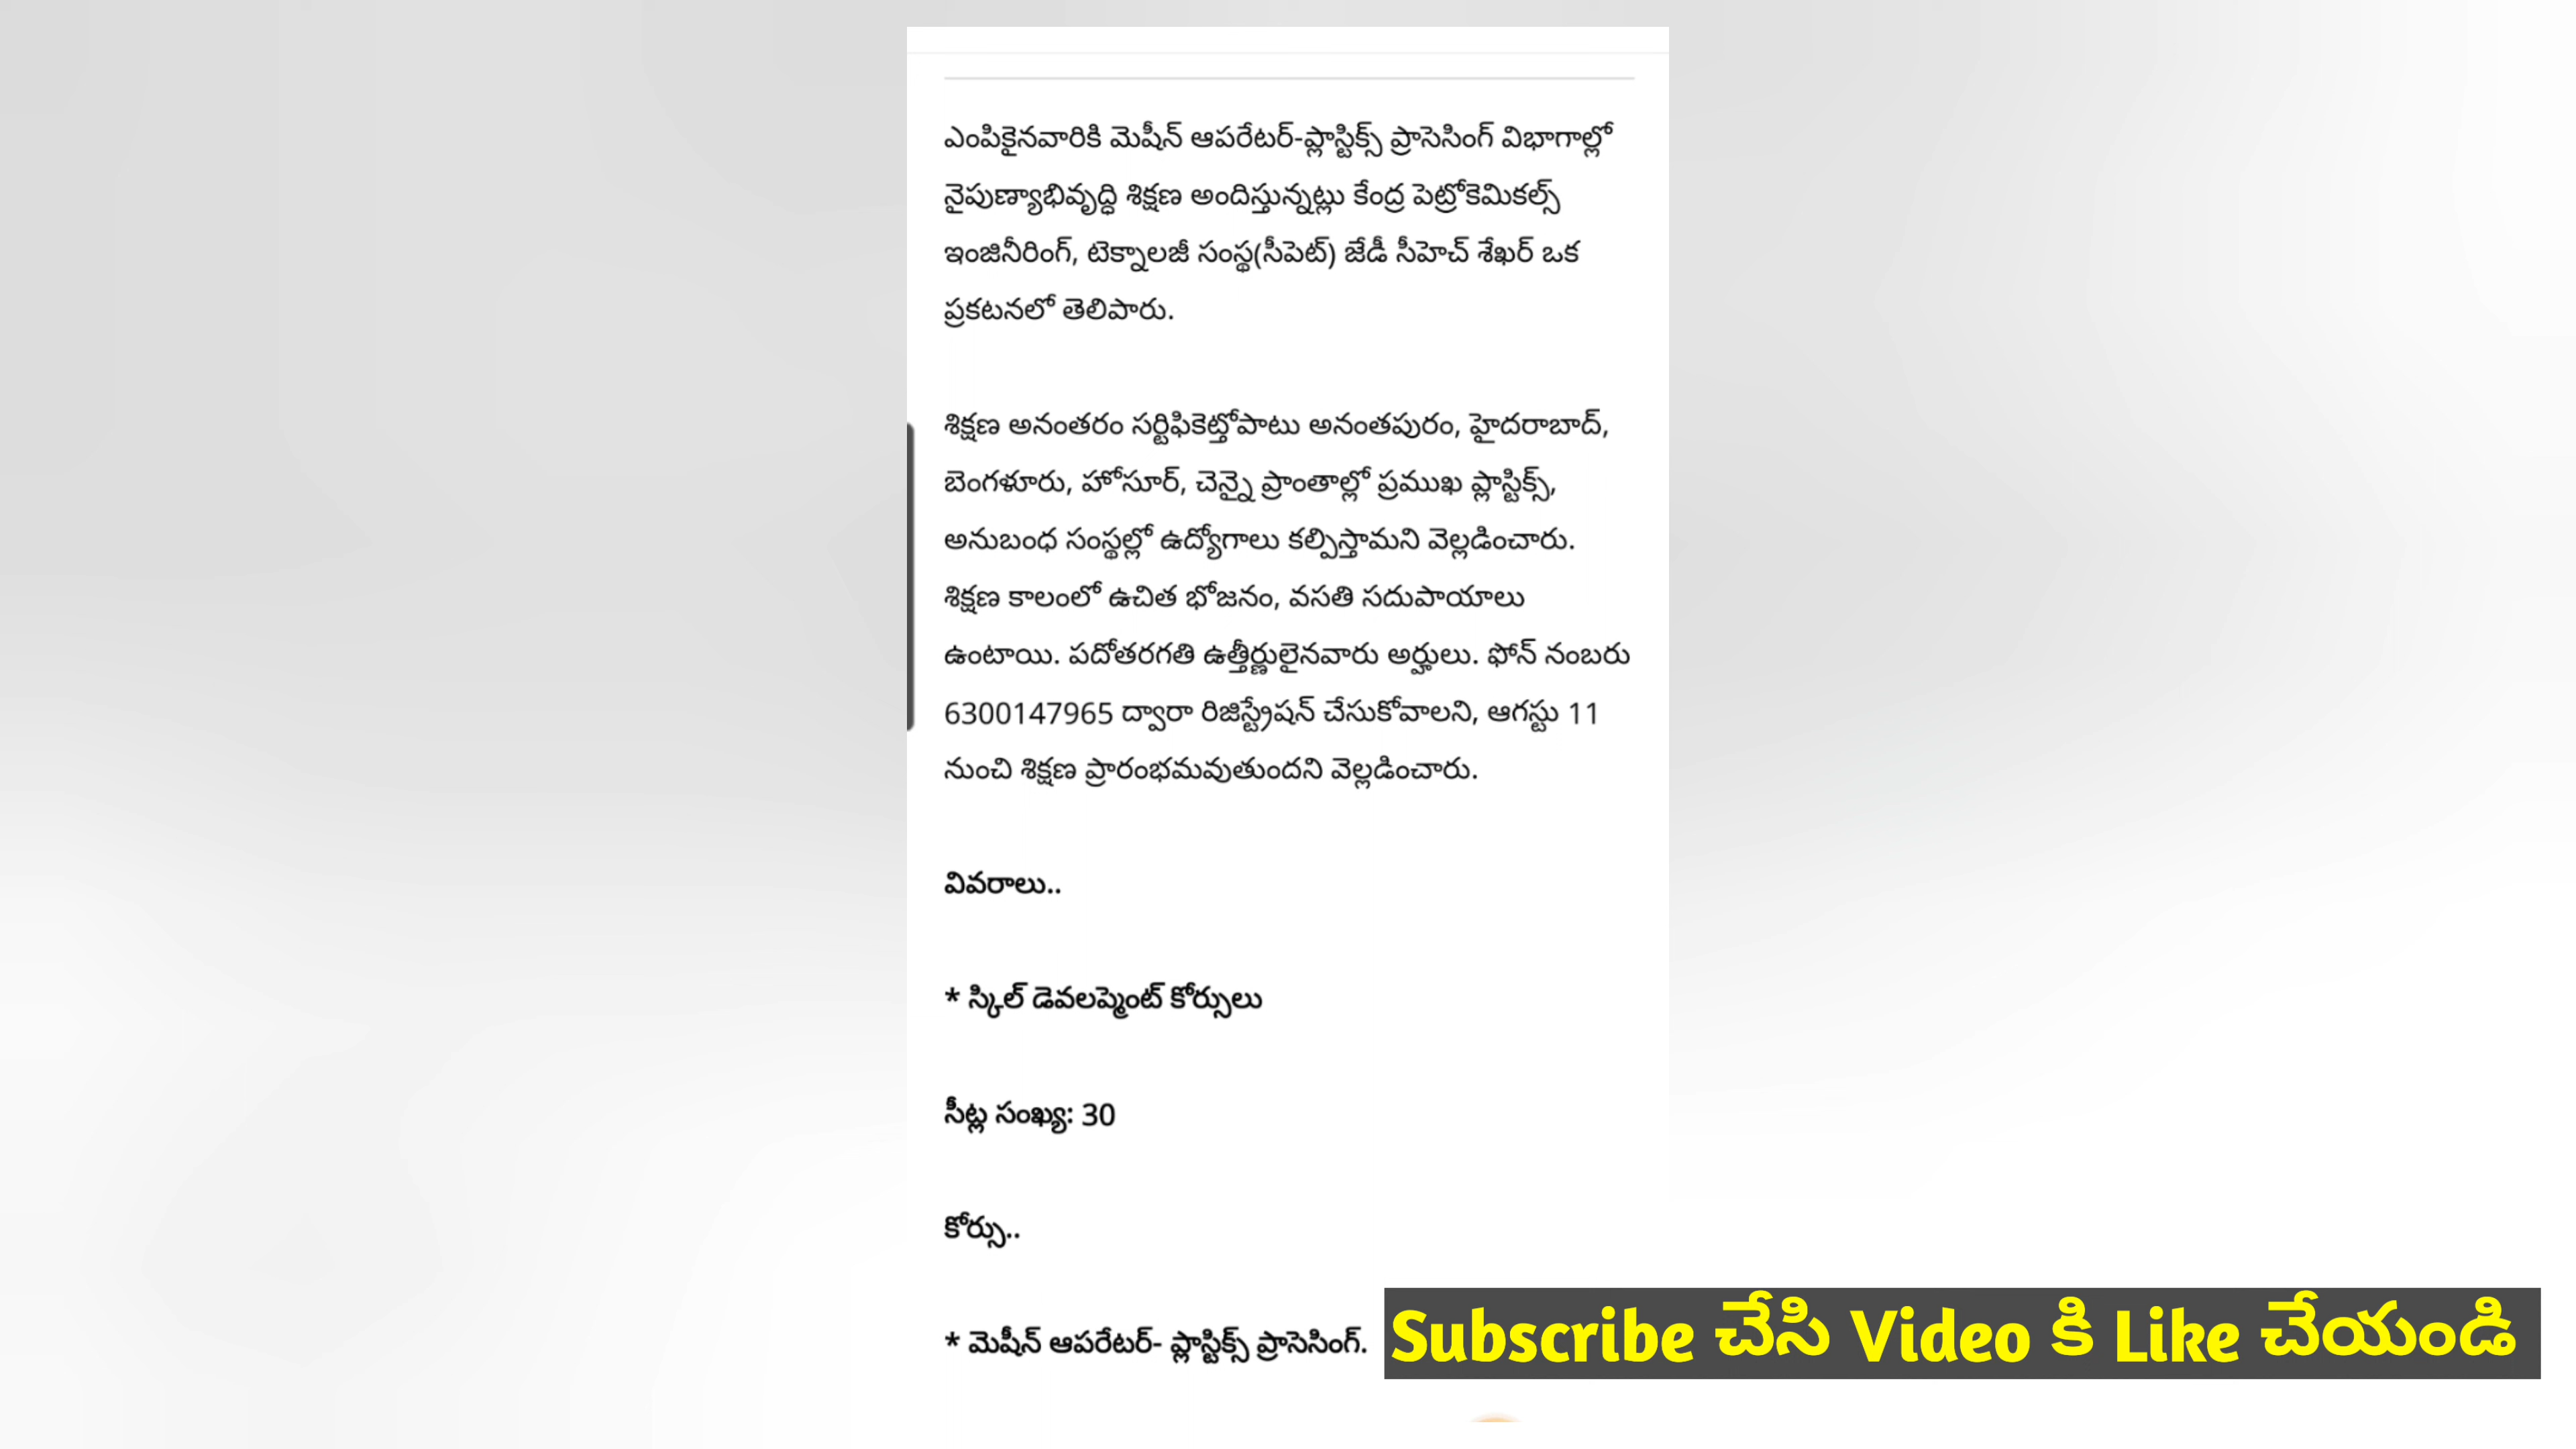 ఎంపికైనవారికి మెషీన్ ఆపరేటర్-ప్లాస్టిక్స్ ప్రాసెసింగ్ విభాగాల్లో
నైపుణ్యాభివృద్ధి శిక్షణ అందిస్తున్నట్లు కేంద్ర పెట్రోకెమికల్స్
ఇంజినీరింగ్, టెక్నాలజీ సంస్థ(సీపెట్) జేడీ సీహెచ్ శేఖర్ ఒక
ప్రకటనలో తెలిపారు.
శిక్షణ అనంతరం సర్టిఫికెట్తోపాటు అనంతపురం, హైదరాబాద్,
బెంగళూరు, హోసూర్, చెన్నై ప్రాంతాల్లో ప్రముఖ ప్లాస్టిక్స్,
అనుబంధ సంస్థల్లో ఉద్యోగాలు కల్పిస్తామని వెల్లడించారు.
శిక్షణ కాలంలో ఉచిత భోజనం, వసతి సదుపాయాలు
ఉంటాయి. పదోతరగతి ఉత్తీర్ణులైనవారు అర్హులు. ఫోన్ నంబరు
6300147965 ద్వారా రిజిస్ట్రేషన్ చేసుకోవాలని, ఆగస్టు 11
నుంచి శిక్షణ ప్రారంభమవుతుందని వెల్లడించారు.
వివరాలు..
* స్కిల్ డెవలప్మెంట్ కోర్సులు
సీట్ల సంఖ్య: 30
కోర్సు..
* మెషీన్ ఆపరేటర్- ప్లాస్టిక్స్ ప్రాసెసింగ్.
Subscribe చేసి Video కి Like చేయండి